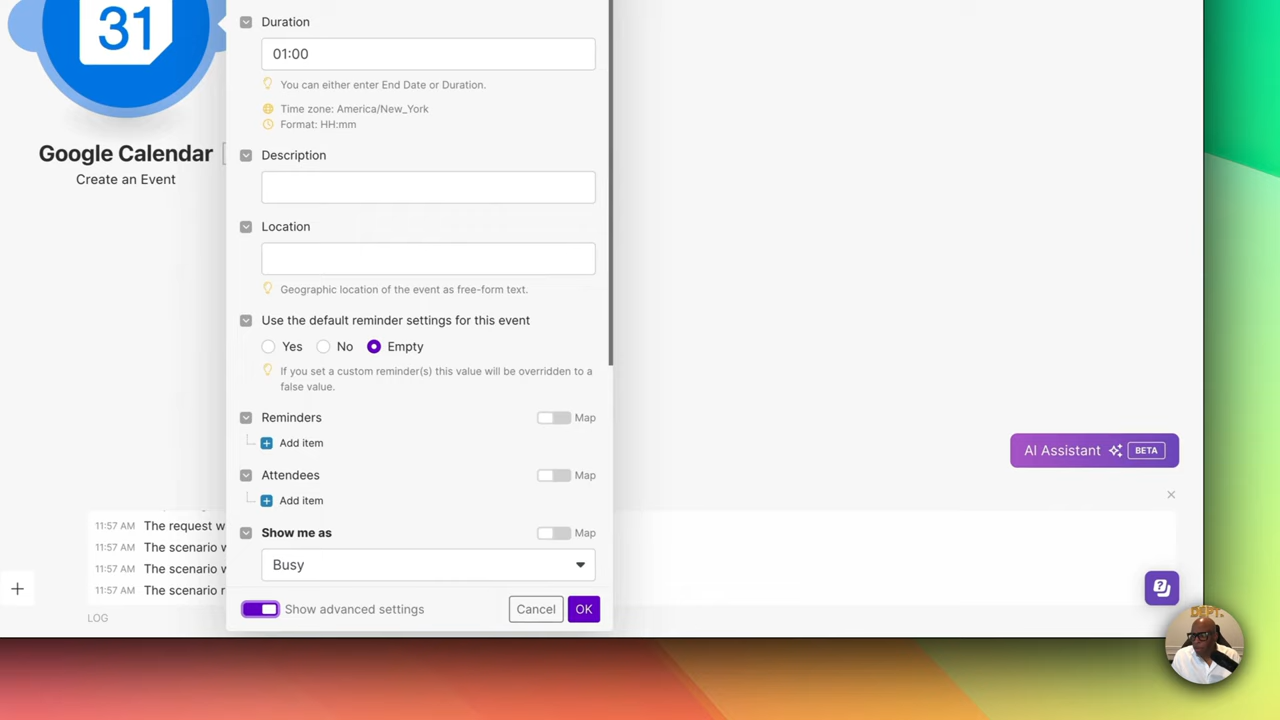 31
Duration
01:00
You can either enter End Date or Duration.
Time zone: America/New_York
Format: HH:mm
Google Calendar
Create an Event
Description
Location
Geographic location of the event as free-form text.
Use the default reminder settings for this event
Yes No Empty
If you set a custom reminder(s) this value will be overridden to a
false value.
Reminders Map
Add item
Attendees Map
Add item
Show me as Map
Busy
Show advanced settings Cancel OK
AI Assistant BETA
11:57 AM The request w
11:57 AM The scenario w
11:57 AM The scenario w
11:57 AM The scenario r
LOG
DEPT.